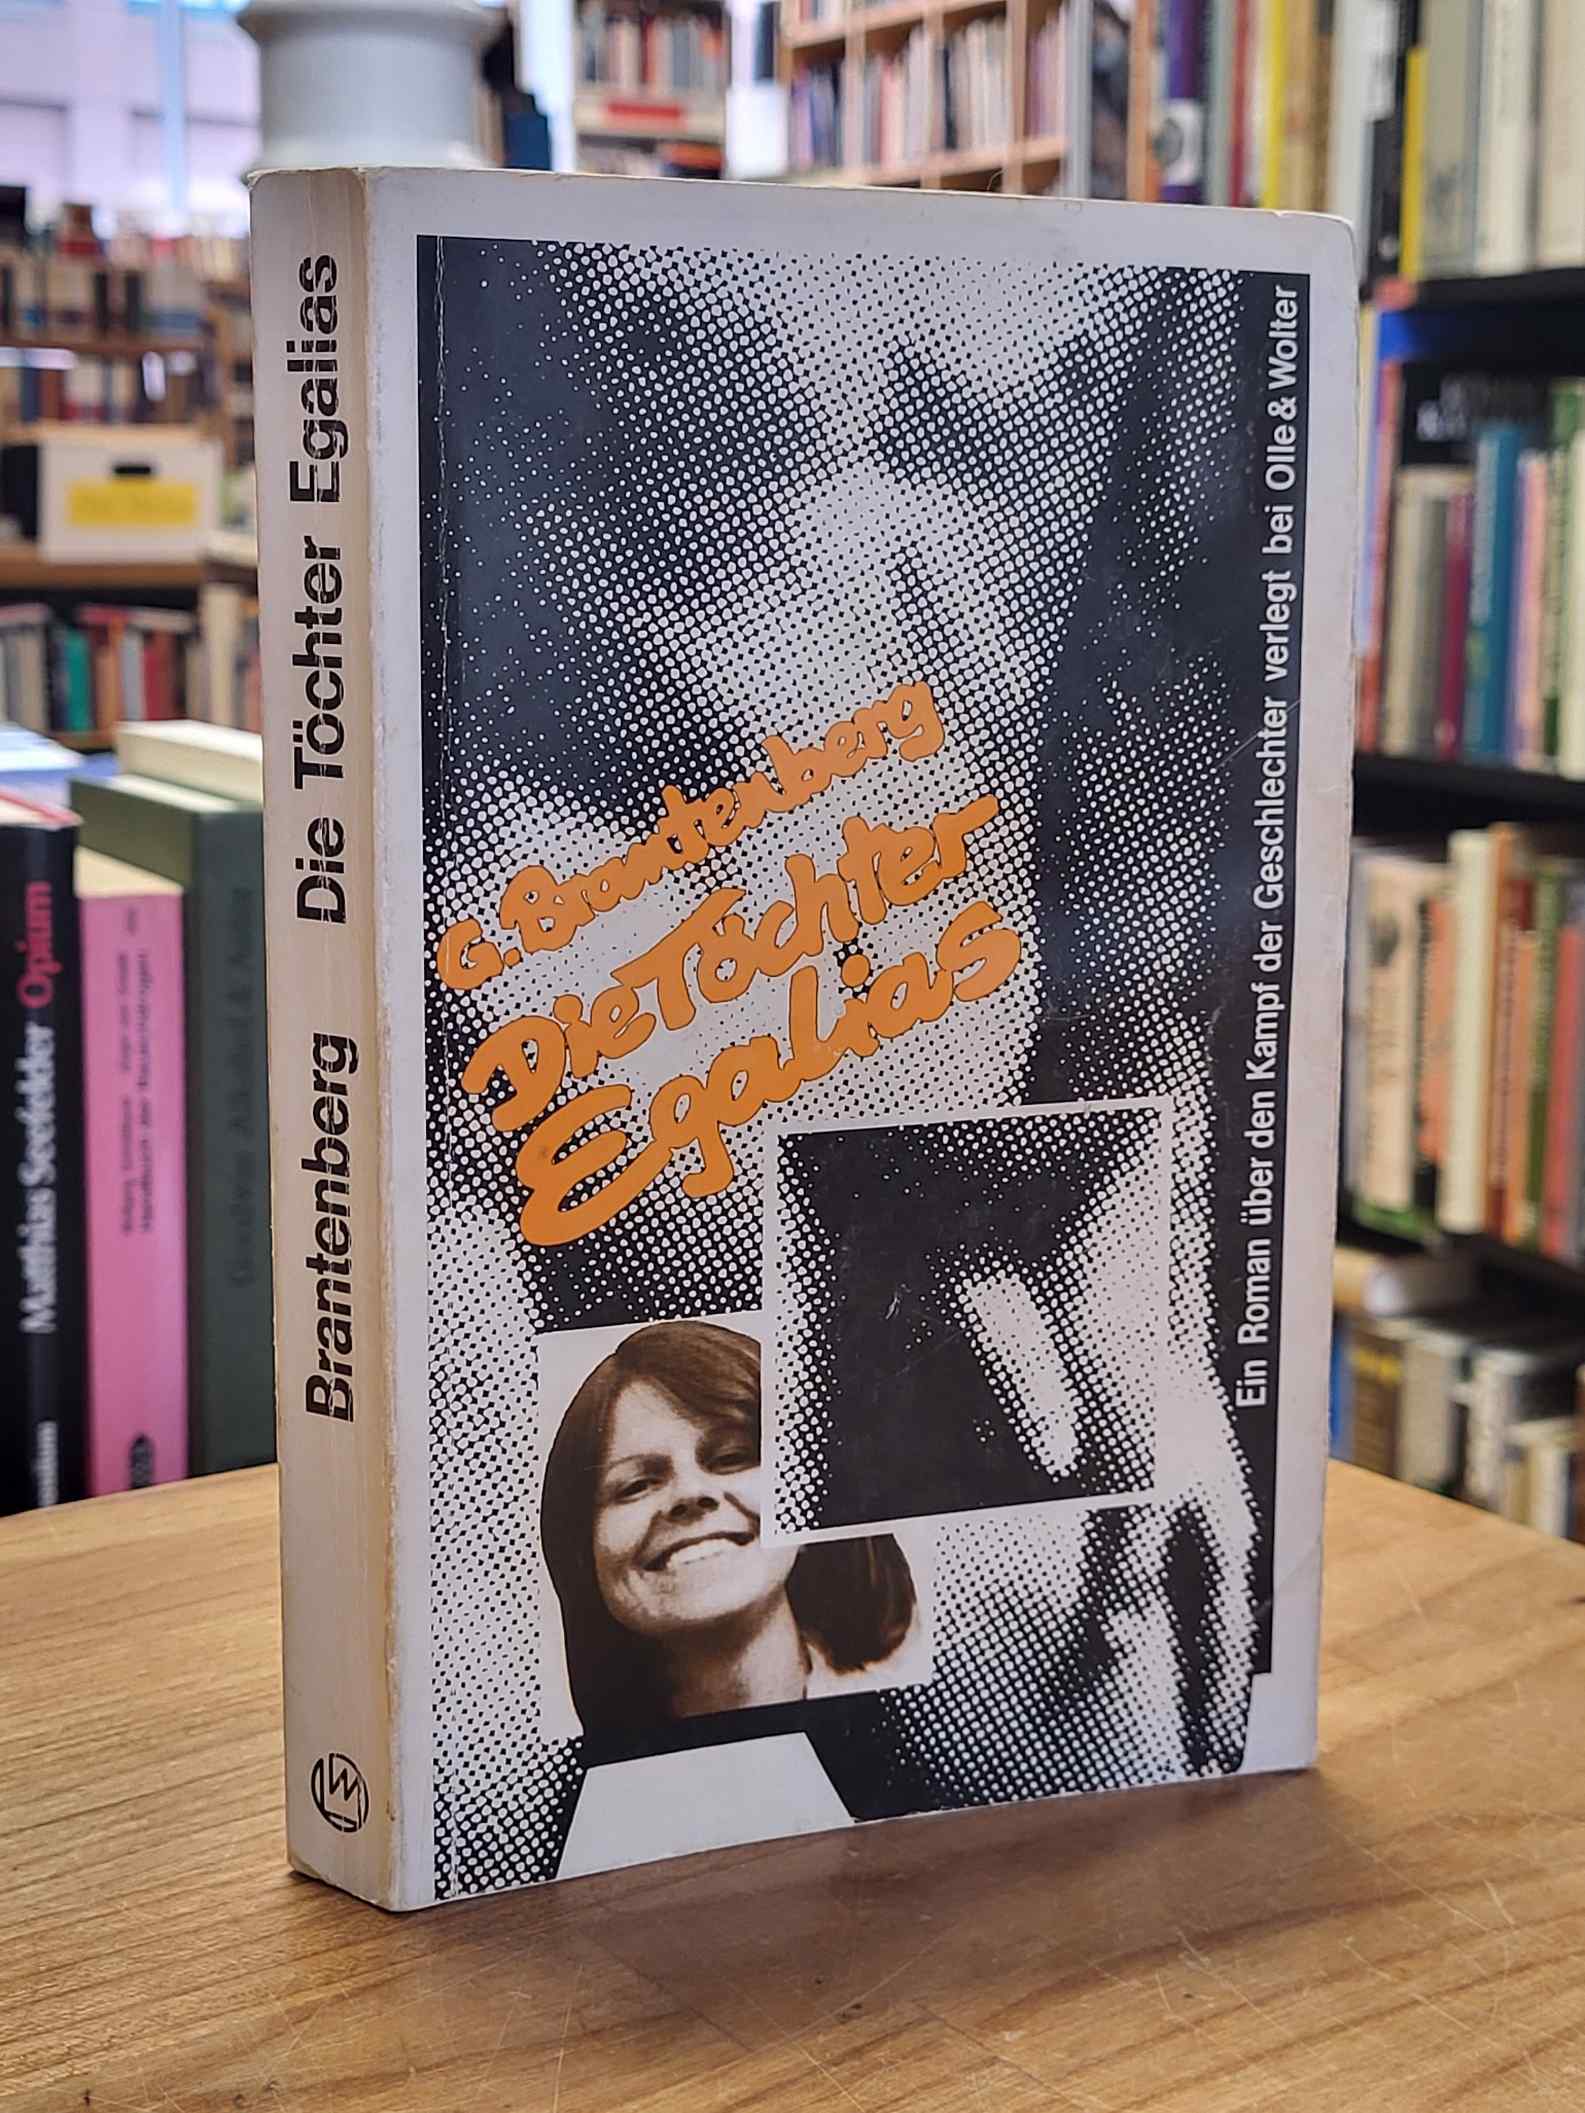 Brantenberg Die Töchter Egalias
G. Brantenberg
Die Töchter
Egalias
Ein Roman über den Kampf der Geschlechter verlegt bei Olle & Wolter
Matthias Seefelder Opium